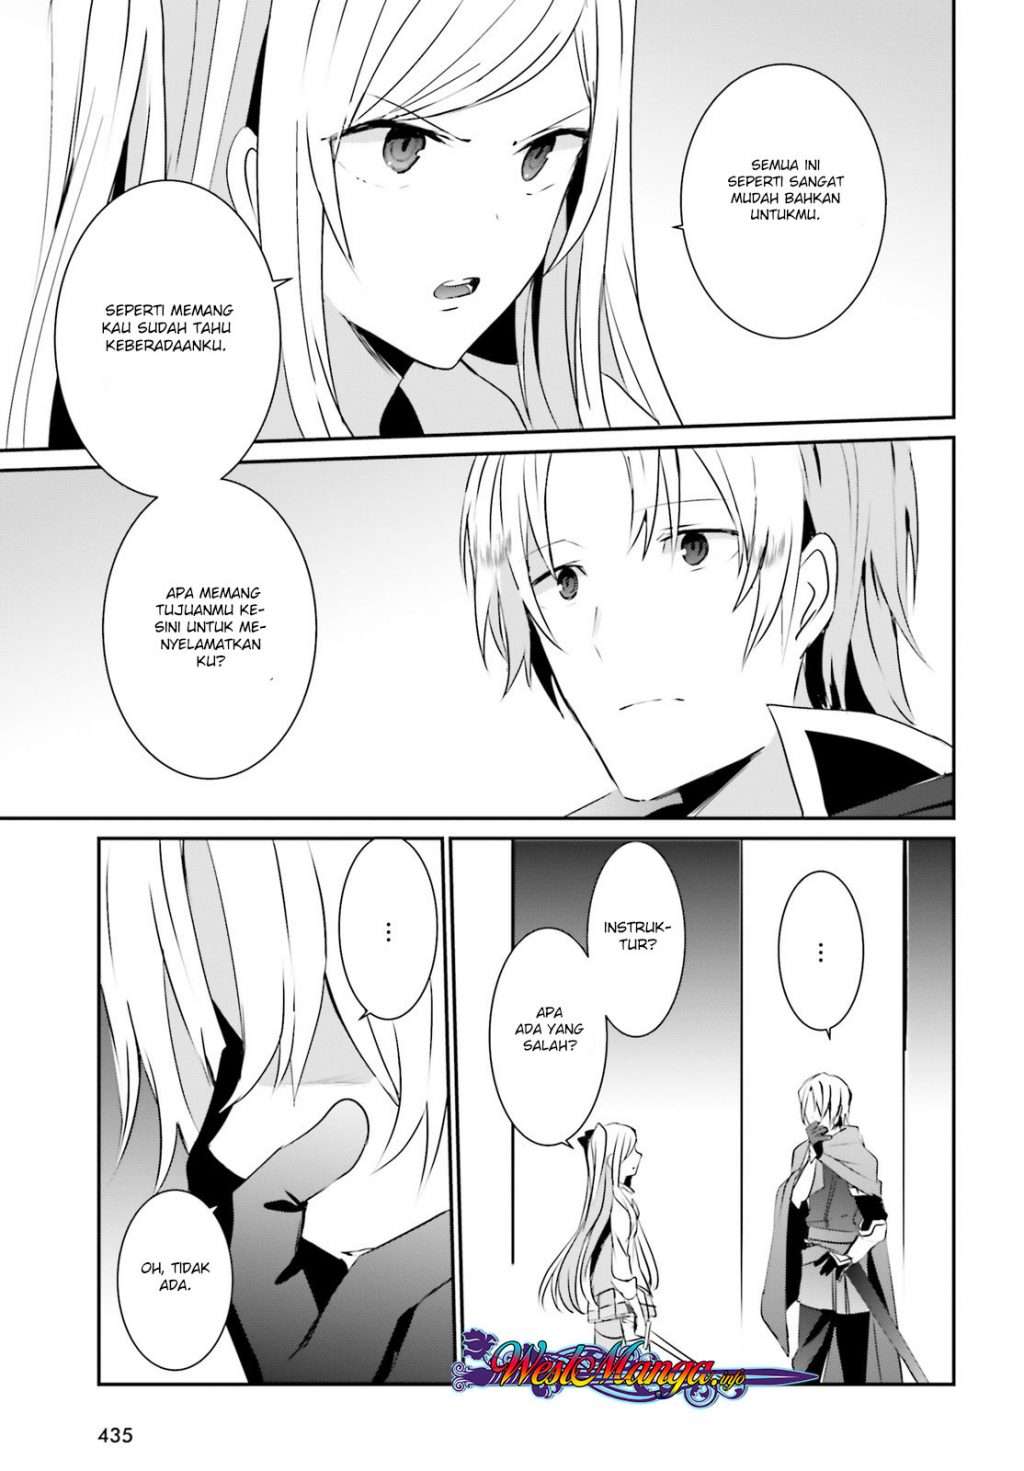 SEMUA INI
SEPERTI SANGAT
MUDAH BAHKAN
UNTUKMU.
SEPERTI MEMANG
KAU SUDAH TAHU
KEBERADAANKU.
APA MEMANG
TUJUANMU KE-
SINI UNTUK ME-
NYELAMATKAN
KU?
...
INSTRUK-
TUR?
APA
ADA YANG
SALAH?
...
OH, TIDAK
ADA.
WestManga.info
435